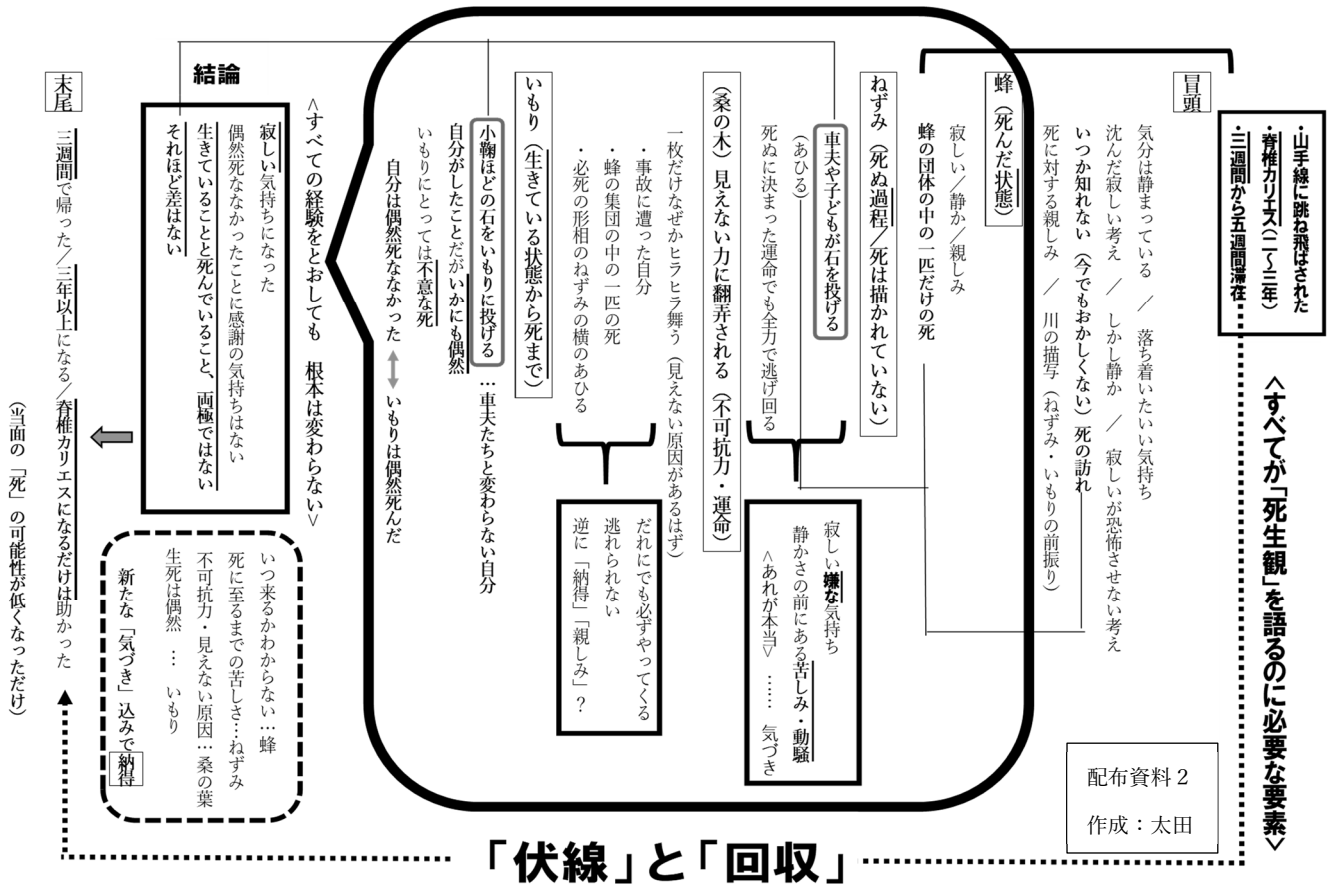 <すべてが「死生観」を語るのに必要な要素>
・山手線に跳ね飛ばされた
・脊椎カリエス（二～三年）
・三週間から五週間滞在
冒頭
気分は静まっている　／　落ち着いたいい気持ち
沈んだ寂しい考え　／　しかし静か　／　寂しいが恐怖させない考え
いつか知れない（今でもおかしくない）死の訪れ
死に対する親しみ　／　川の描写（ねずみ・いもりの前振り）
蜂（死んだ状態）
寂しい／静か／親しみ
蜂の団体の中の一匹だけの死
ねずみ（死ぬ過程／死は描かれていない）
車夫や子どもが石を投げる
（あひる）
死ぬに決まった運命でも全力で逃げ回る
寂しい嫌な気持ち
静かさの前にある苦しみ・動騒
<あれが本当>　……　気づき
（桑の木）見えない力に翻弄される（不可抗力・運命）
一枚だけなぜかヒラヒラ舞う（見えない原因があるはず）
・事故に遭った自分
・蜂の集団の中の一匹の死
・必死の形相のねずみの横のあひる
だれにでも必ずやってくる
逃れられない
逆に「納得」「親しみ」？
いもり（生きている状態から死まで）
小鞠ほどの石をいもりに投げる…車夫たちと変わらない自分
自分がしたことだがいかにも偶然
いもりにとっては不意な死
自分は偶然死ななかった ↔ いもりは偶然死んだ
<すべての経験をとおしても　根本は変わらない>
結論
寂しい気持ちになった
偶然死ななかったことに感謝の気持ちはない
生きていることと死んでいること、両極ではない
それほど差はない
いつ来るかわからない…蜂
死に至るまでの苦しさ…ねずみ
不可抗力・見えない原因…桑の葉
生死は偶然　…　いもり
新たな「気づき」込みで納得
末尾
三週間で帰った／三年以上になる／脊椎カリエスになるだけは助かった
（当面の「死」の可能性が低くなっただけ）
配布資料２
作成：太田
「伏線」と「回収」